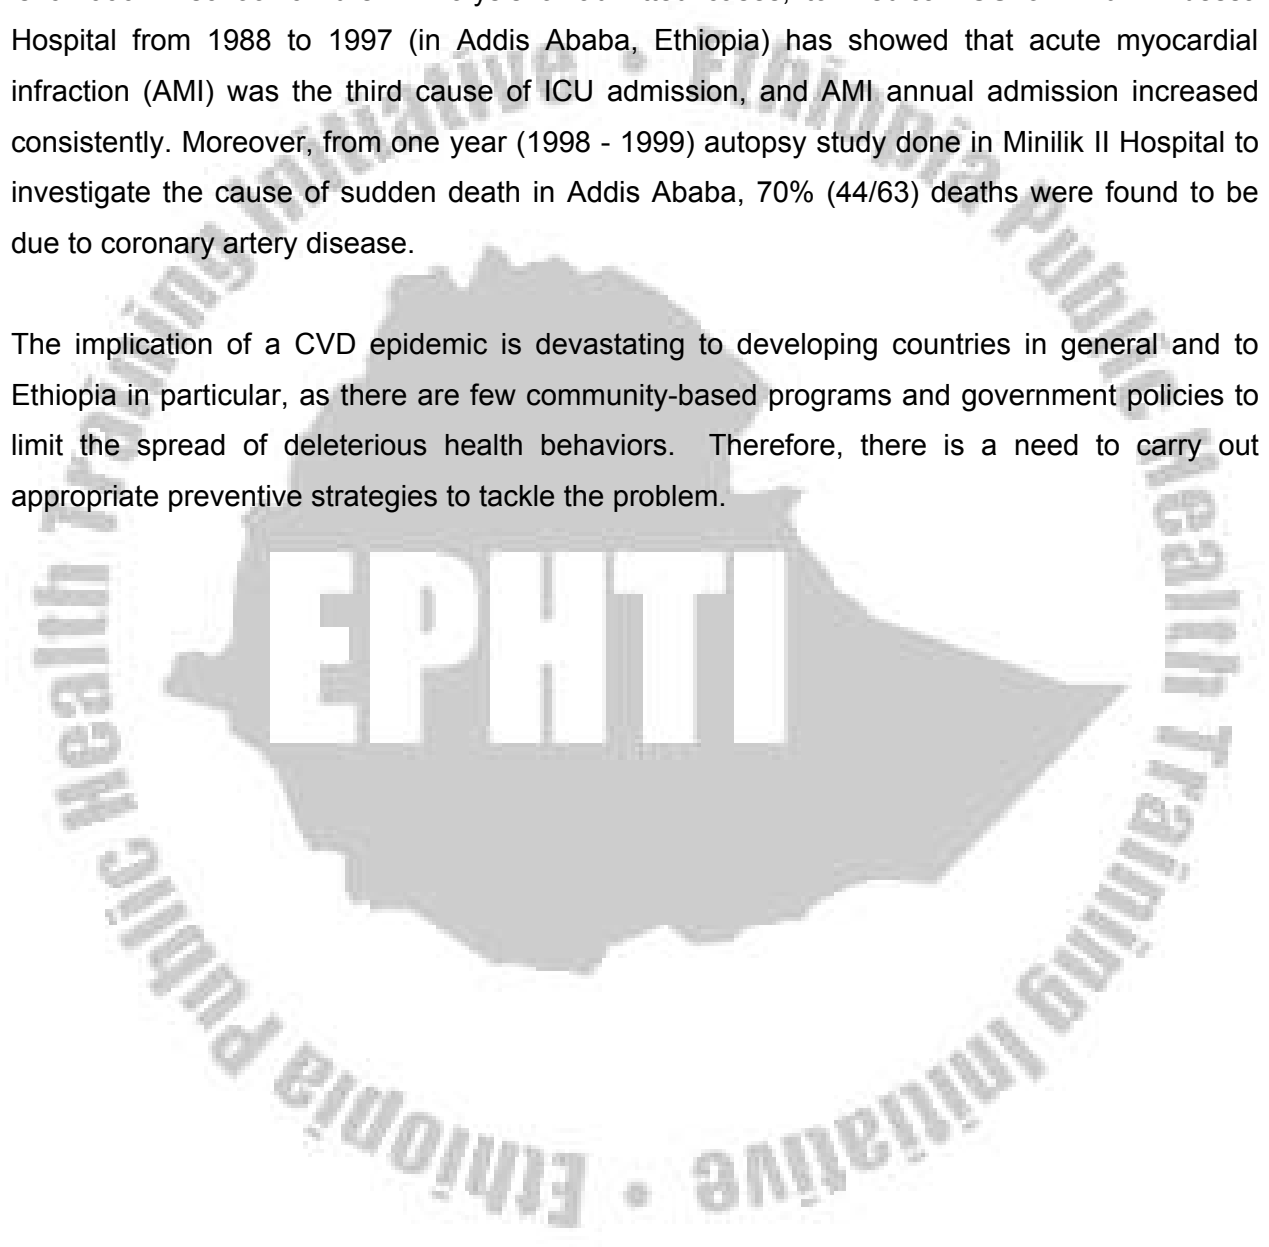 Hospital from 1988 to 1997 (in Addis Ababa, Ethiopia) has showed that acute myocardial
infraction (AMI) was the third cause of ICU admission, and AMI annual admission increased
consistently. Moreover, from one year (1998 - 1999) autopsy study done in Minilik II Hospital to
investigate the cause of sudden death in Addis Ababa, 70% (44/63) deaths were found to be
due to coronary artery disease.
The implication of a CVD epidemic is devastating to developing countries in general and to
Ethiopia in particular, as there are few community-based programs and government policies to
limit the spread of deleterious health behaviors. Therefore, there is a need to carry out
appropriate preventive strategies to tackle the problem.
EPHTI
Ethiopia Public Health Training Initiative •
Ethiopia Public Health Training Initiative •